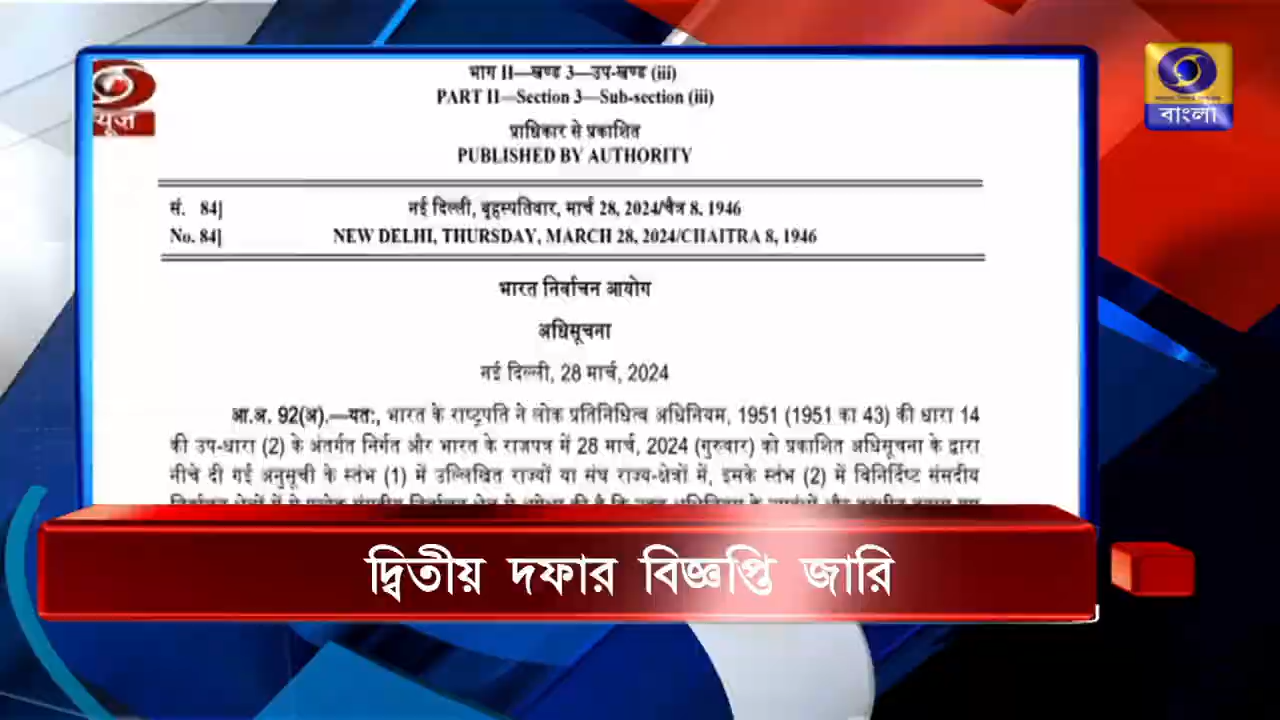 भाग II—खण्ड 3—उप-खण्ड (iii)
PART II—Section 3—Sub-section (iii)
प्राधिकार से प्रकाशित
PUBLISHED BY AUTHORITY
सं. 84]
नई दिल्ली, बृहस्पतिवार, मार्च 28, 2024/चैत्र 8, 1946
No. 84]
NEW DELHI, THURSDAY, MARCH 28, 2024/CHAITRA 8, 1946
भारत निर्वाचन आयोग
अधिसूचना
नई दिल्ली, 28 मार्च, 2024
आ.अ. 92(अ).—यत:, भारत के राष्ट्रपति ने लोक प्रतिनिधित्व अधिनियम, 1951 (1951 का 43) की धारा 14
की उप-धारा (2) के अंतर्गत निर्गत और भारत के राजपत्र में 28 मार्च, 2024 (गुरुवार) को प्रकाशित अधिसूचना के द्वारा
नीचे दी गई अनुसूची के स्तंभ (1) में उल्लिखित राज्यों या संघ राज्य-क्षेत्रों में, इसके स्तंभ (2) में विनिर्दिष्ट संसदीय
न्यूज़
বাংলা
দ্বিতীয় দফার বিজ্ঞপ্তি জারি